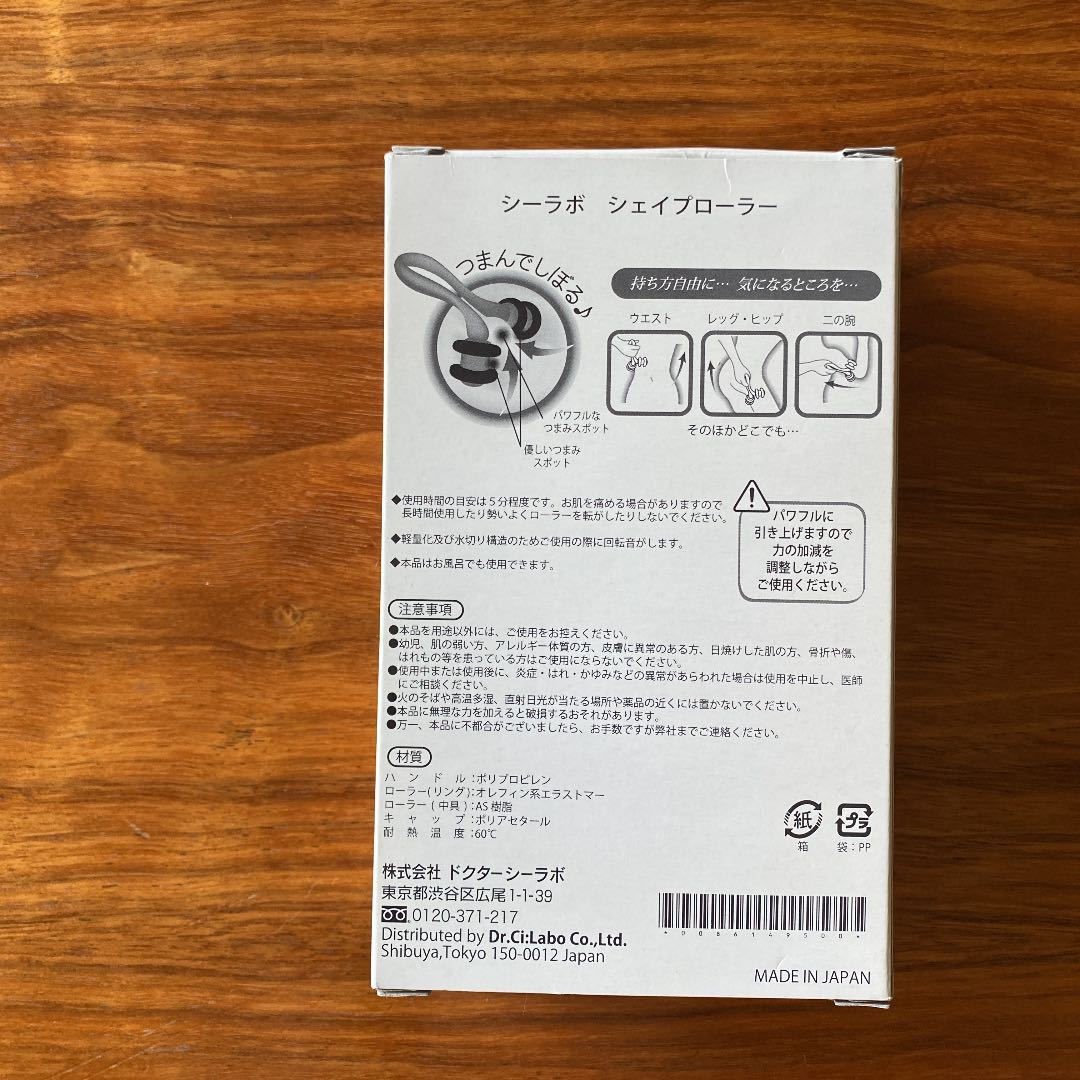 シーラボ　シェイプローラー
つまんでしぼる♪
パワフルな
つまみスポット
優しいつまみ
スポット
持ち方自由に… 気になるところを…
ウエスト
レッグ・ヒップ
二の腕
そのほかどこでも…
◆使用時間の目安は5分程度です。お肌を痛める場合がありますので
長時間使用したり勢いよくローラーを転がしたりしないでください。
◆軽量化及び水切り構造のためご使用の際に回転音がします。
◆本品はお風呂でも使用できます。
パワフルに
引き上げますので
力の加減を
調整しながら
ご使用ください。
注意事項
●本品を用途以外には、ご使用をお控えください。
●幼児、肌の弱い方、アレルギー体質の方、皮膚に異常のある方、日焼けした肌の方、骨折や傷、
はれもの等を患っている方はご使用にならないでください。
●使用中または使用後に、炎症・はれ・かゆみなどの異常があらわれた場合は使用を中止し、医師
にご相談ください。
●火のそばや高温多湿、直射日光が当たる場所や薬品の近くには置かないでください。
●本品に無理な力を加えると破損するおそれがあります。
●万一、本品に不都合がございましたら、お手数ですが弊社までご連絡ください。
材質
ハンドル:ポリプロピレン
ローラー(リング):オレフィン系エラストマー
ローラー(中具):AS樹脂
キャップ:ポリアセタール
耐熱温度:60℃
紙
箱
プラ
袋:PP
株式会社 ドクターシーラボ
東京都渋谷区広尾1-1-39
0120-371-217
Distributed by Dr.Ci:Labo Co.,Ltd.
Shibuya,Tokyo 150-0012 Japan
*0086149508*
MADE IN JAPAN